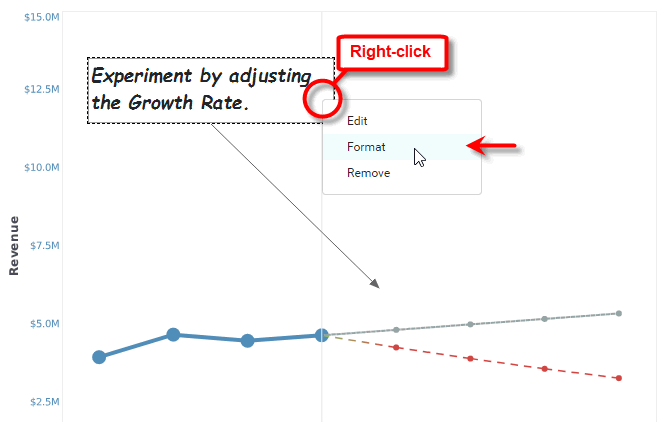 $15.0M
Right-click
Experiment by adjusting
the Growth Rate.
$12.5M
Edit
Format
Remove
$10.0M
Revenue
$7.5M
$5.0M
$2.5M